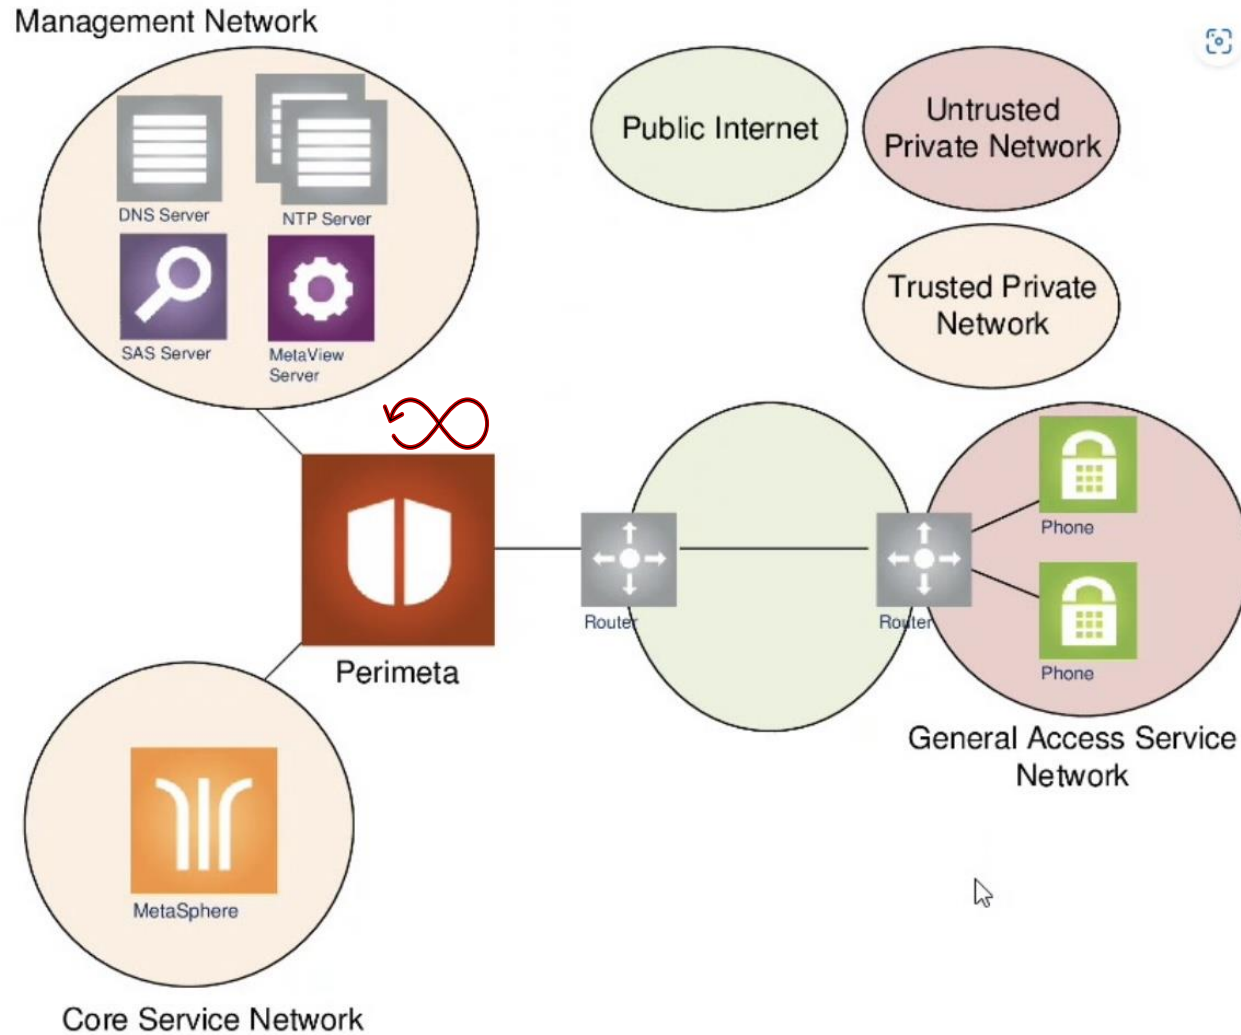 Management Network
DNS Server
NTP Server
SAS Server
MetaView
Server
Public Internet
Untrusted
Private Network
Trusted Private
Network
Perimeta
Router
Router
Phone
Phone
General Access Service
Network
MetaSphere
Core Service Network